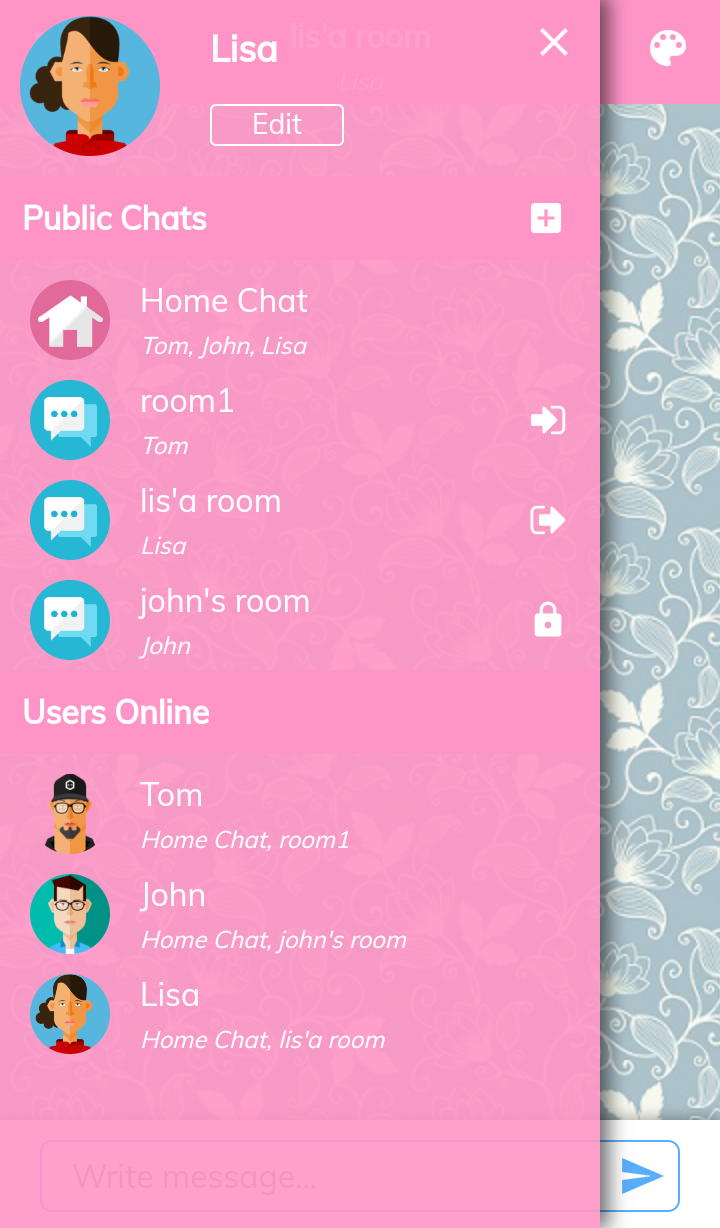 Lisa
lis'a room
Lisa
Edit
Public Chats
Home Chat
Tom, John, Lisa
room1
Tom
lis'a room
Lisa
john's room
John
Users Online
Tom
Home Chat, room1
John
Home Chat, john's room
Lisa
Home Chat, lis'a room
Write message...